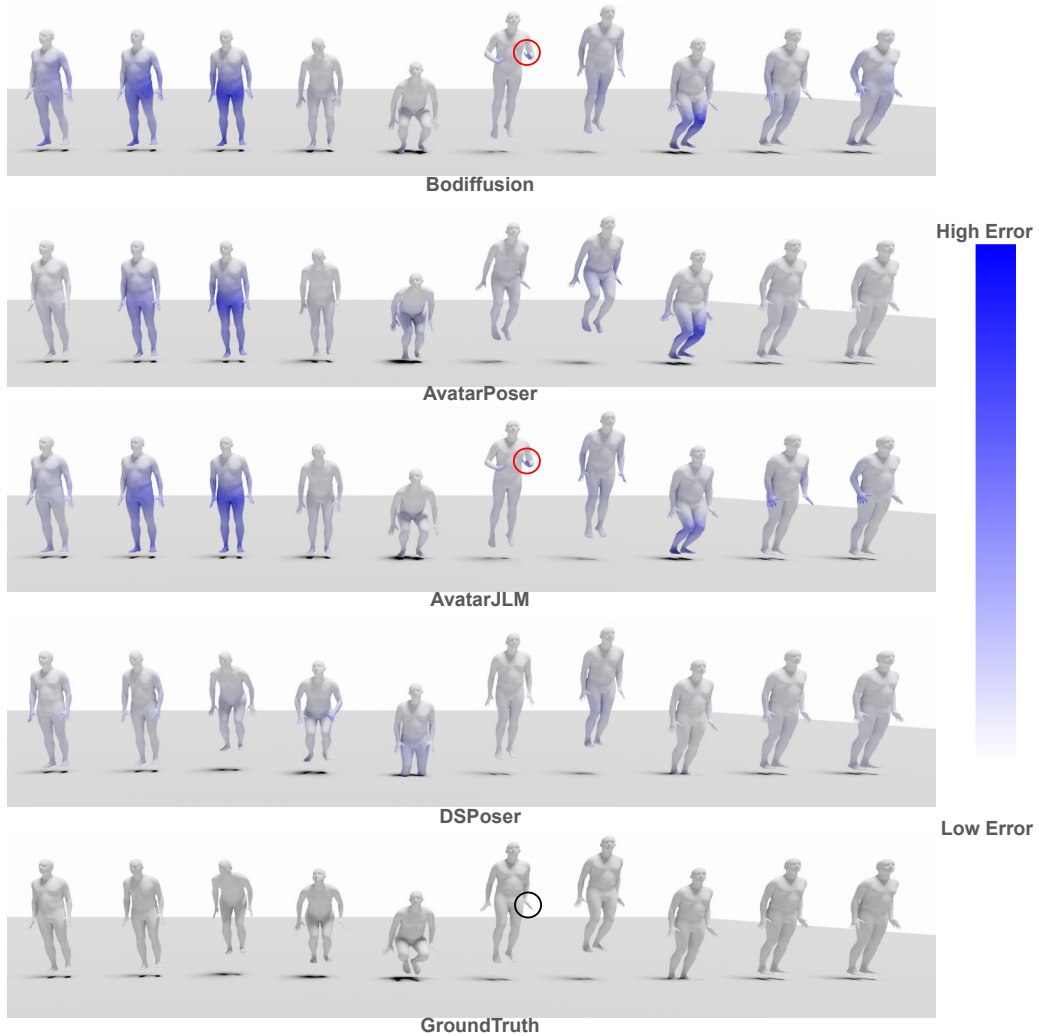 Bodiffusion
High Error
AvatarPoser
AvatarJLM
DSPoser
Low Error
GroundTruth